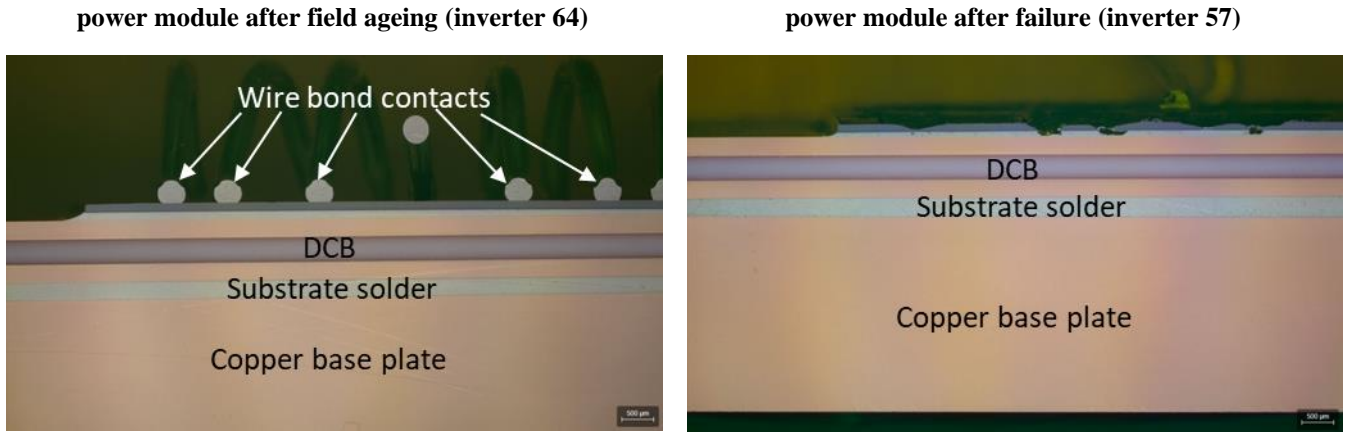 power module after field ageing (inverter 64)
Wire bond contacts
DCB
Substrate solder
Copper base plate
500 µm
power module after failure (inverter 57)
DCB
Substrate solder
Copper base plate
500 µm